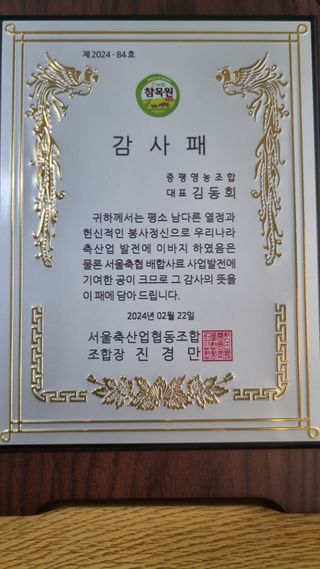 제2024-84호
참목원
감사패
증평영농조합
대표 김동회
귀하께서는 평소 남다른 열정과
헌신적인 봉사정신으로 우리나라
축산업 발전에 이바지 하였음은
물론 서울축협 배합사료 사업발전에
기여한 공이 크므로 그 감사의 뜻을
이 패에 담아 드립니다.
2024년 02월 22일
서울축산업협동조합
조합장 진경만